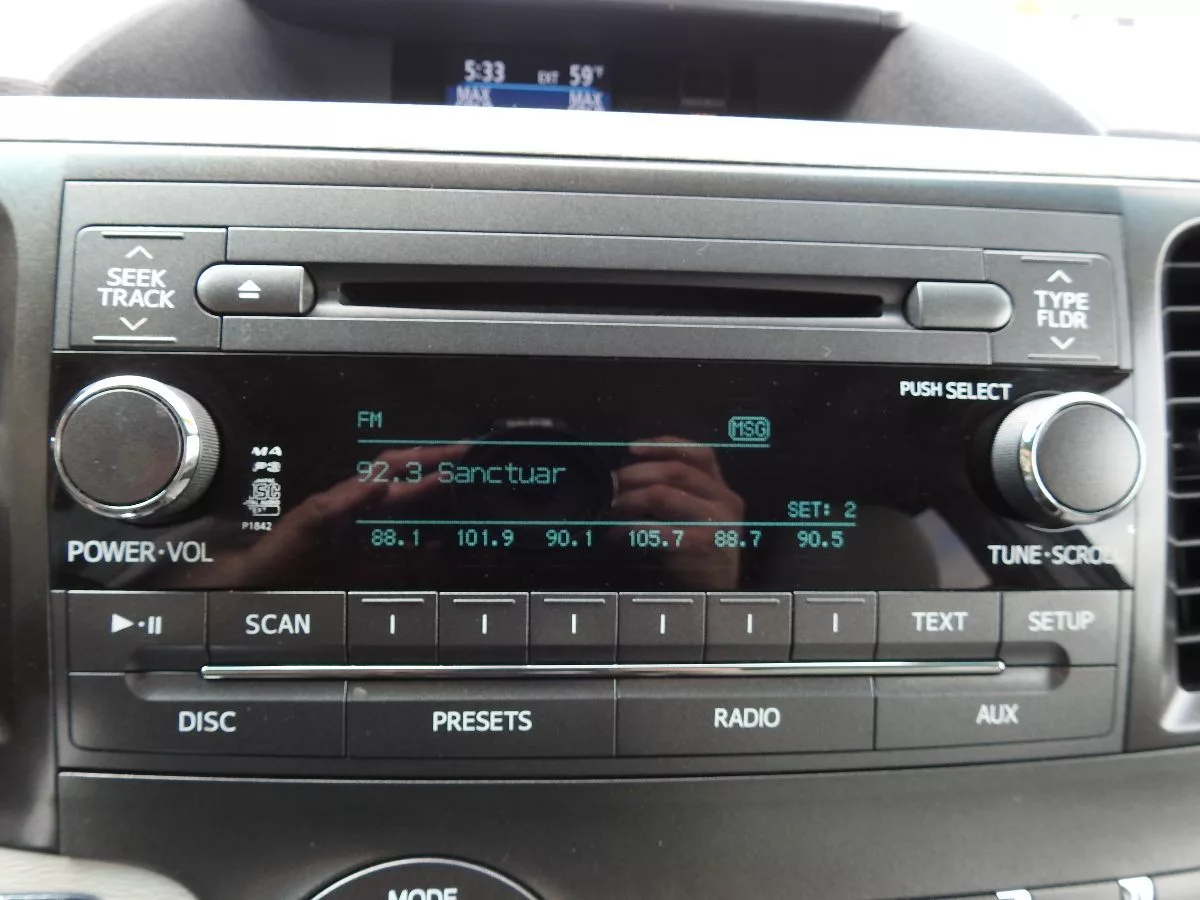 5:33 EXT 59°F
MAX MAX
SEEK
TRACK
TYPE
FLDR
PUSH SELECT
FM MSG
92.3 Sanctuar
MA
P3
P1842
SET: 2
88.1 101.9 90.1 105.7 88.7 90.5
POWER·VOL
TUNE·SCROLL
SCAN
TEXT
SETUP
DISC
PRESETS
RADIO
AUX
MODE